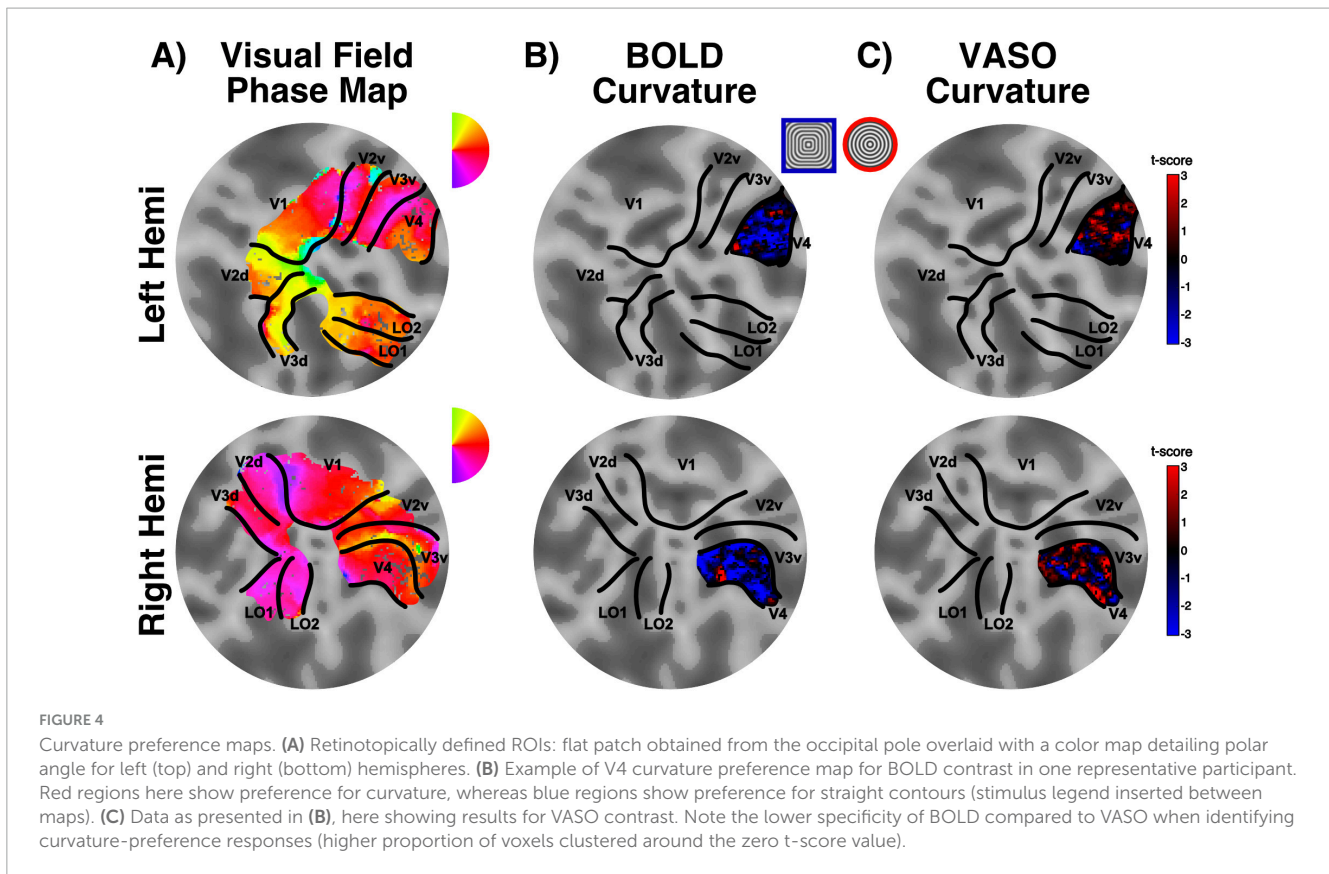 A) Visual Field
Phase Map
B) BOLD
Curvature
C) VASO
Curvature
Left Hemi
V1
V2v
V3v
V4
V2d
V3d
LO2
LO1
V1
V2v
V3v
V4
V2d
V3d
LO2
LO1
V1
V2v
V3v
V4
V2d
V3d
LO2
LO1
t-score
3
2
1
0
-1
-2
-3
Right Hemi
V2d
V1
V3d
V2v
V3v
V4
LO1
LO2
V2d
V1
V3d
V2v
V3v
V4
LO1
LO2
V2d
V1
V3d
V2v
V3v
V4
LO1
LO2
t-score
3
2
1
0
-1
-2
-3
FIGURE 4
Curvature preference maps. (A) Retinotopically defined ROIs: flat patch obtained from the occipital pole overlaid with a color map detailing polar
angle for left (top) and right (bottom) hemispheres. (B) Example of V4 curvature preference map for BOLD contrast in one representative participant.
Red regions here show preference for curvature, whereas blue regions show preference for straight contours (stimulus legend inserted between
maps). (C) Data as presented in (B), here showing results for VASO contrast. Note the lower specificity of BOLD compared to VASO when identifying
curvature-preference responses (higher proportion of voxels clustered around the zero t-score value).